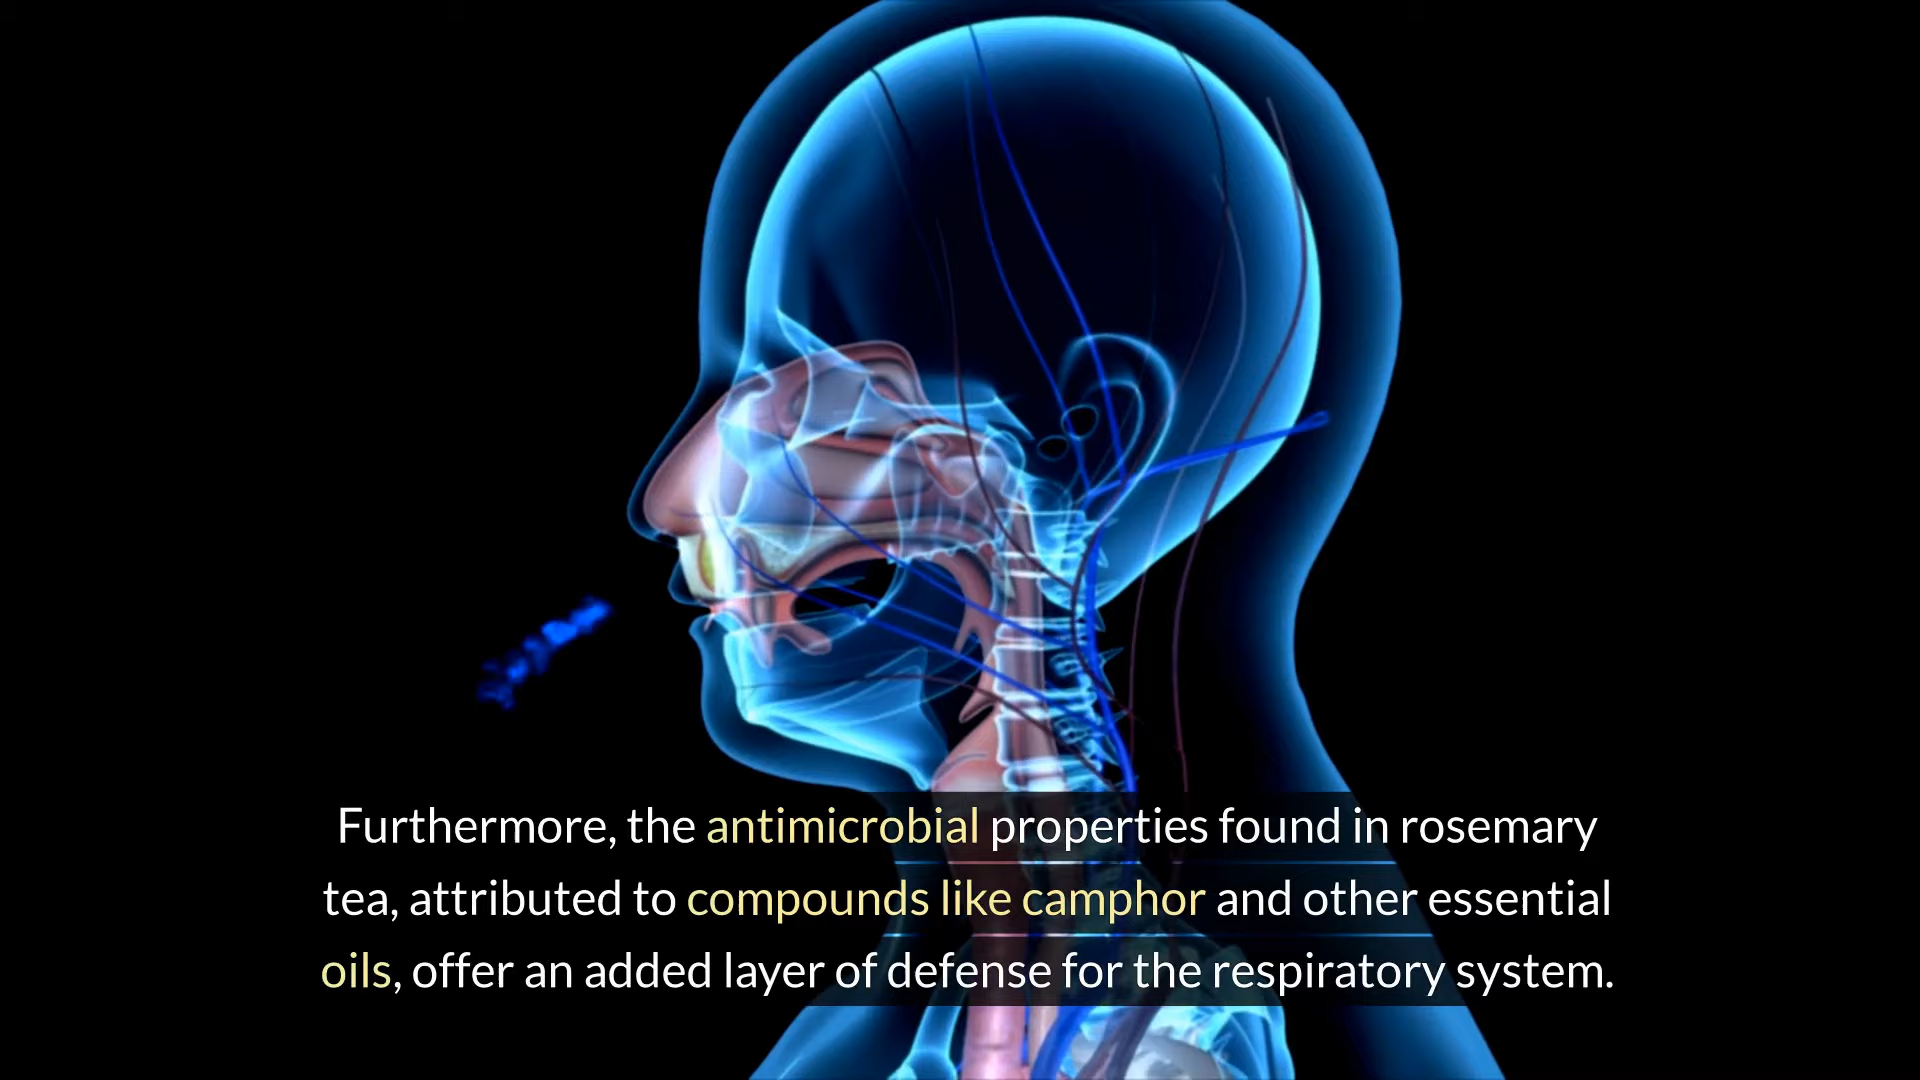 Furthermore, the antimicrobial properties found in rosemary
tea, attributed to compounds like camphor and other essential
oils, offer an added layer of defense for the respiratory system.